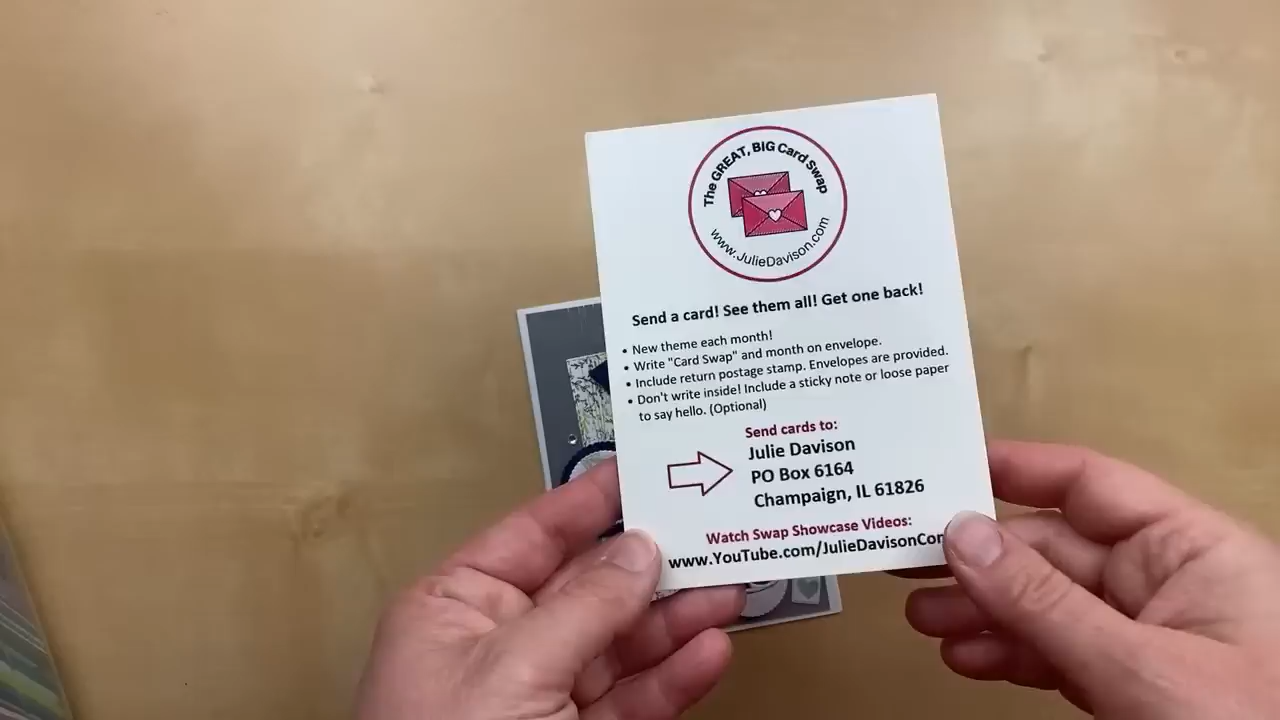 The GREAT, BIG Card Swap
www.JulieDavison.com
Send a card! See them all! Get one back!
• New theme each month!
• Write "Card Swap" and month on envelope.
• Include return postage stamp. Envelopes are provided.
• Don't write inside! Include a sticky note or loose paper
to say hello. (Optional)
Send cards to:
Julie Davison
PO Box 6164
Champaign, IL 61826
Watch Swap Showcase Videos:
www.YouTube.com/JulieDavisonCom